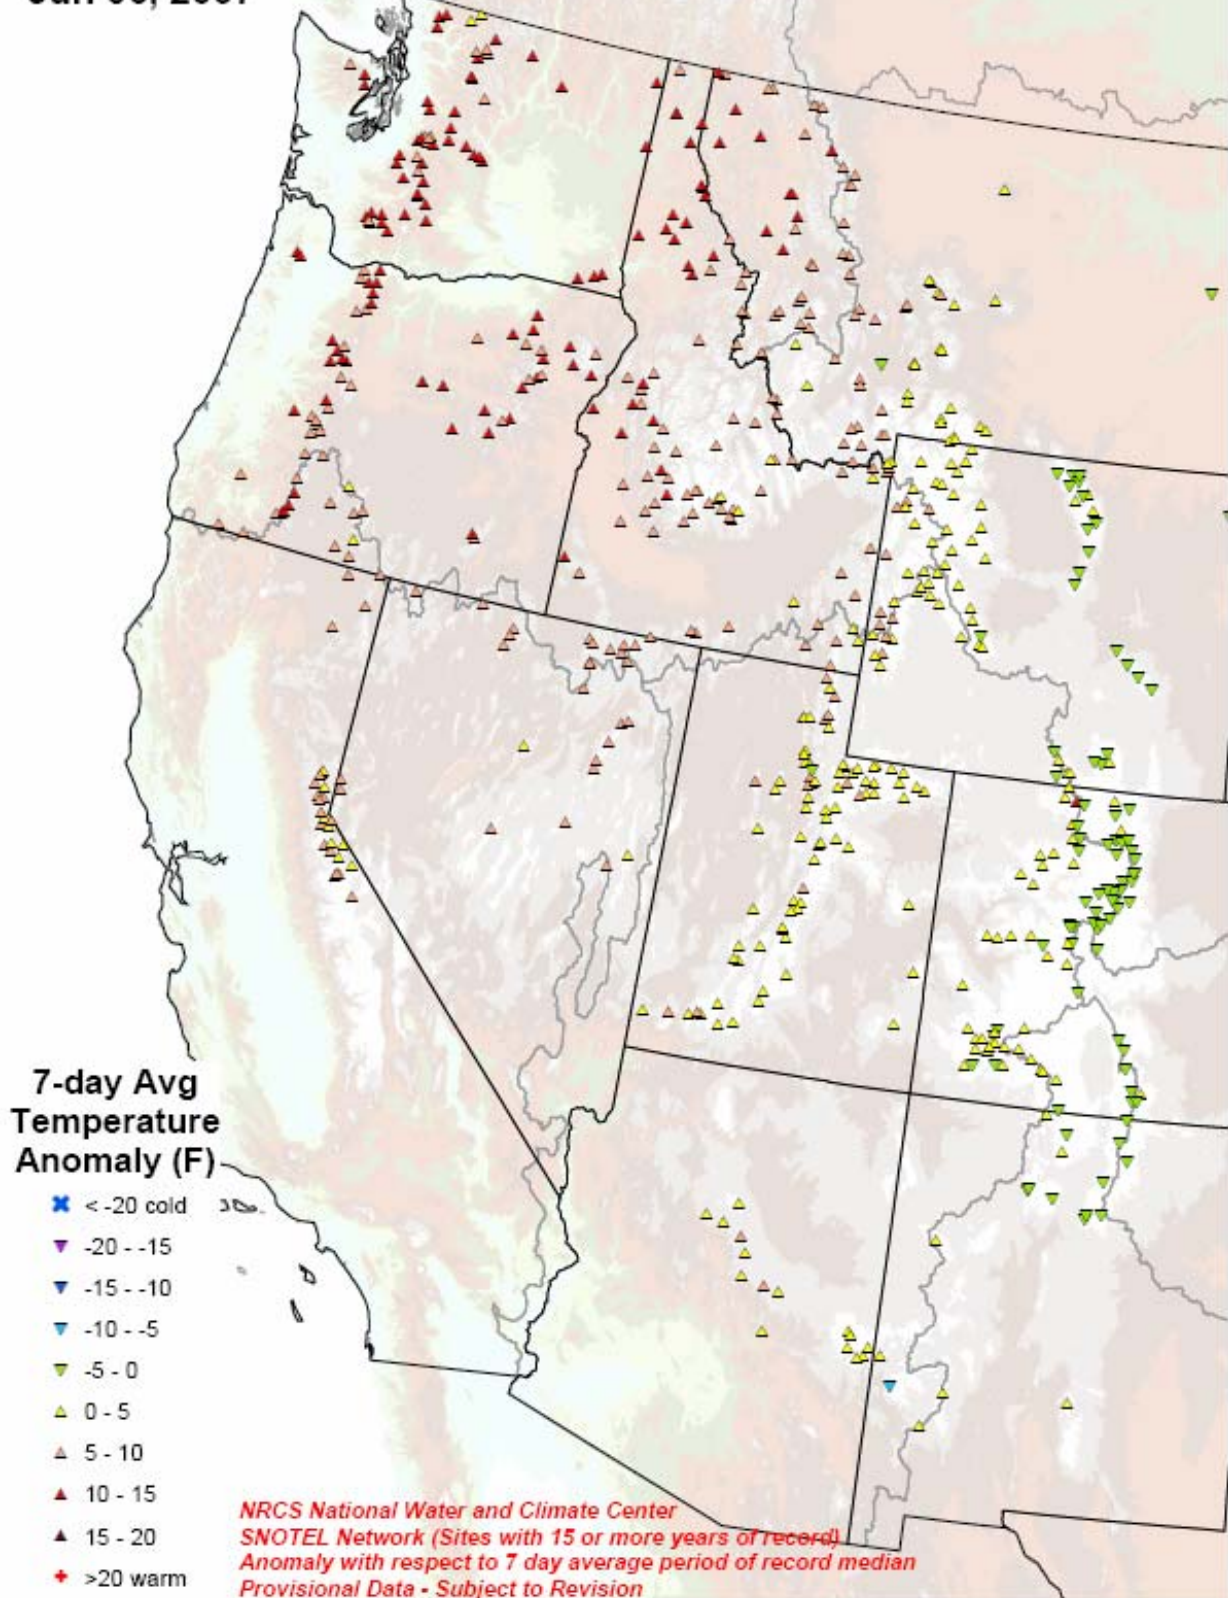 7-day Avg
Temperature
Anomaly (F)
< -20 cold
-20 - -15
-15 - -10
-10 - -5
-5 - 0
0 - 5
5 - 10
10 - 15
15 - 20
>20 warm
NRCS National Water and Climate Center
SNOTEL Network (Sites with 15 or more years of record)
Anomaly with respect to 7 day average period of record median
Provisional Data - Subject to Revision